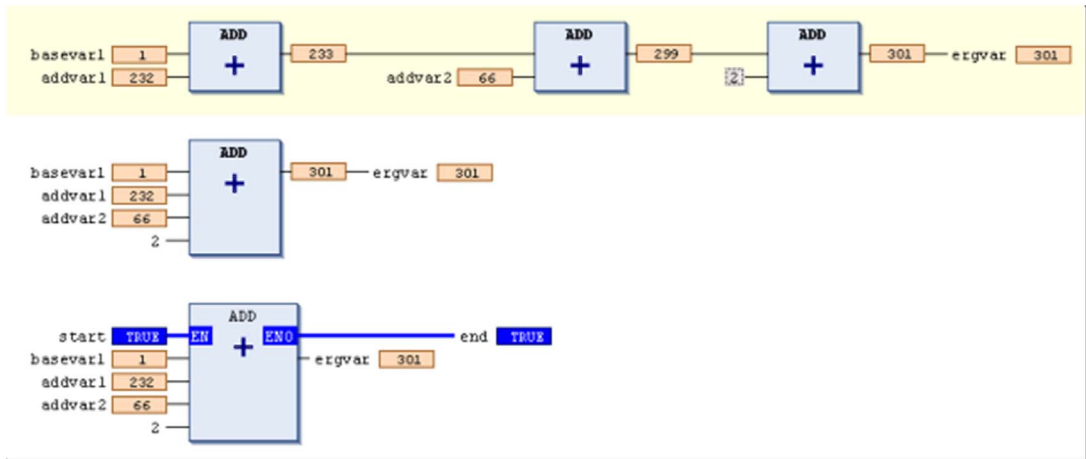 ADD ADD ADD
basevar1 1 233 299 301 ergvar 301
addvar1 232 addvar2 66 2
ADD
basevar1 1 301 ergvar 301
addvar1 232
addvar2 66
2
ADD
start TRUE EN ENO end TRUE
basevar1 1 ergvar 301
addvar1 232
addvar2 66
2